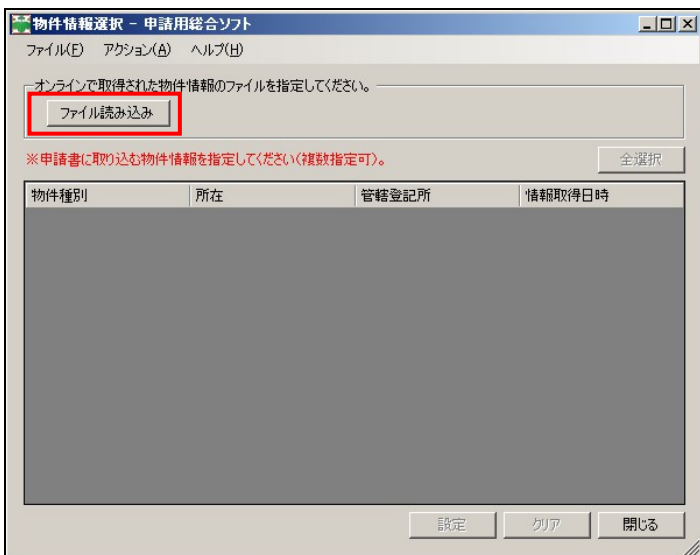 物件情報選択 - 申請用総合ソフト
ファイル(F) アクション(A) ヘルプ(H)
オンラインで取得された物件情報のファイルを指定してください。
ファイル読み込み
※申請書に取り込む物件情報を指定してください(複数指定可)。 全選択
物件種別 所在 管轄登記所 情報取得日時
設定 クリア 閉じる